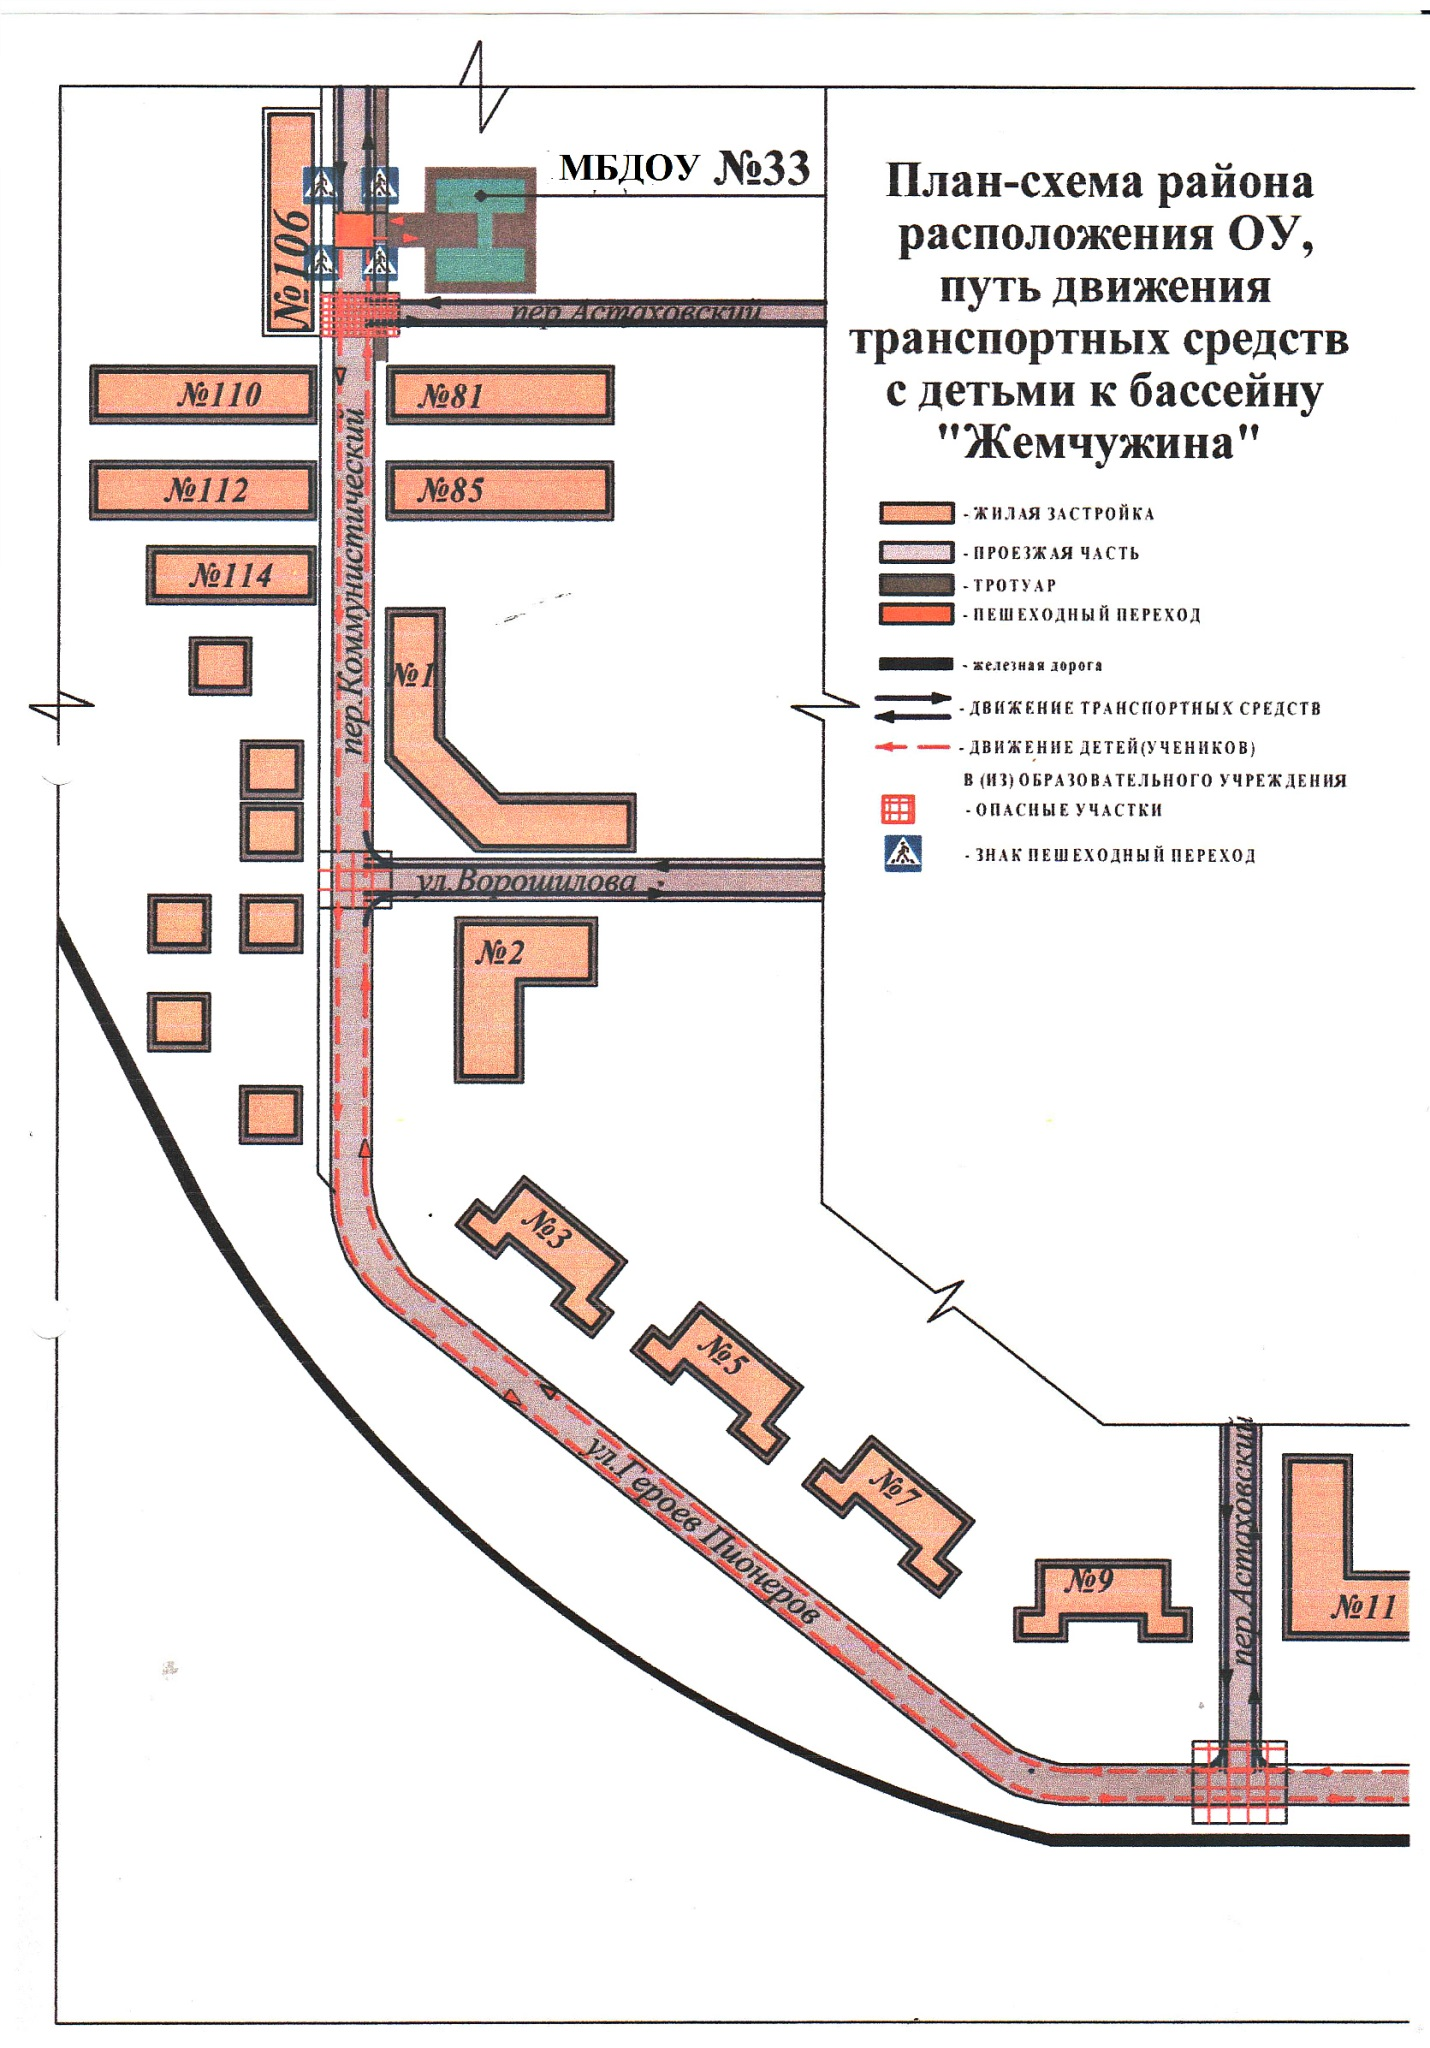 МБДОУ №33
План-схема района
расположения ОУ,
путь движения
транспортных средств
с детьми к бассейну
"Жемчужина"
- ЖИЛАЯ ЗАСТРОЙКА
- ПРОЕЗЖАЯ ЧАСТЬ
- ТРОТУАР
- ПЕШЕХОДНЫЙ ПЕРЕХОД
- железная дорога
- ДВИЖЕНИЕ ТРАНСПОРТНЫХ СРЕДСТВ
- ДВИЖЕНИЕ ДЕТЕЙ(УЧЕНИКОВ)
В (ИЗ) ОБРАЗОВАТЕЛЬНОГО УЧРЕЖДЕНИЯ
- ОПАСНЫЕ УЧАСТКИ
- ЗНАК ПЕШЕХОДНЫЙ ПЕРЕХОД
№106
пер.Астаховский
№110
№81
№112
№85
№114
пер.Коммунистический
№1
ул.Ворошилова
№2
№3
№5
№7
ул.Героев Пионеров
№9
пер.Астаховский
№11